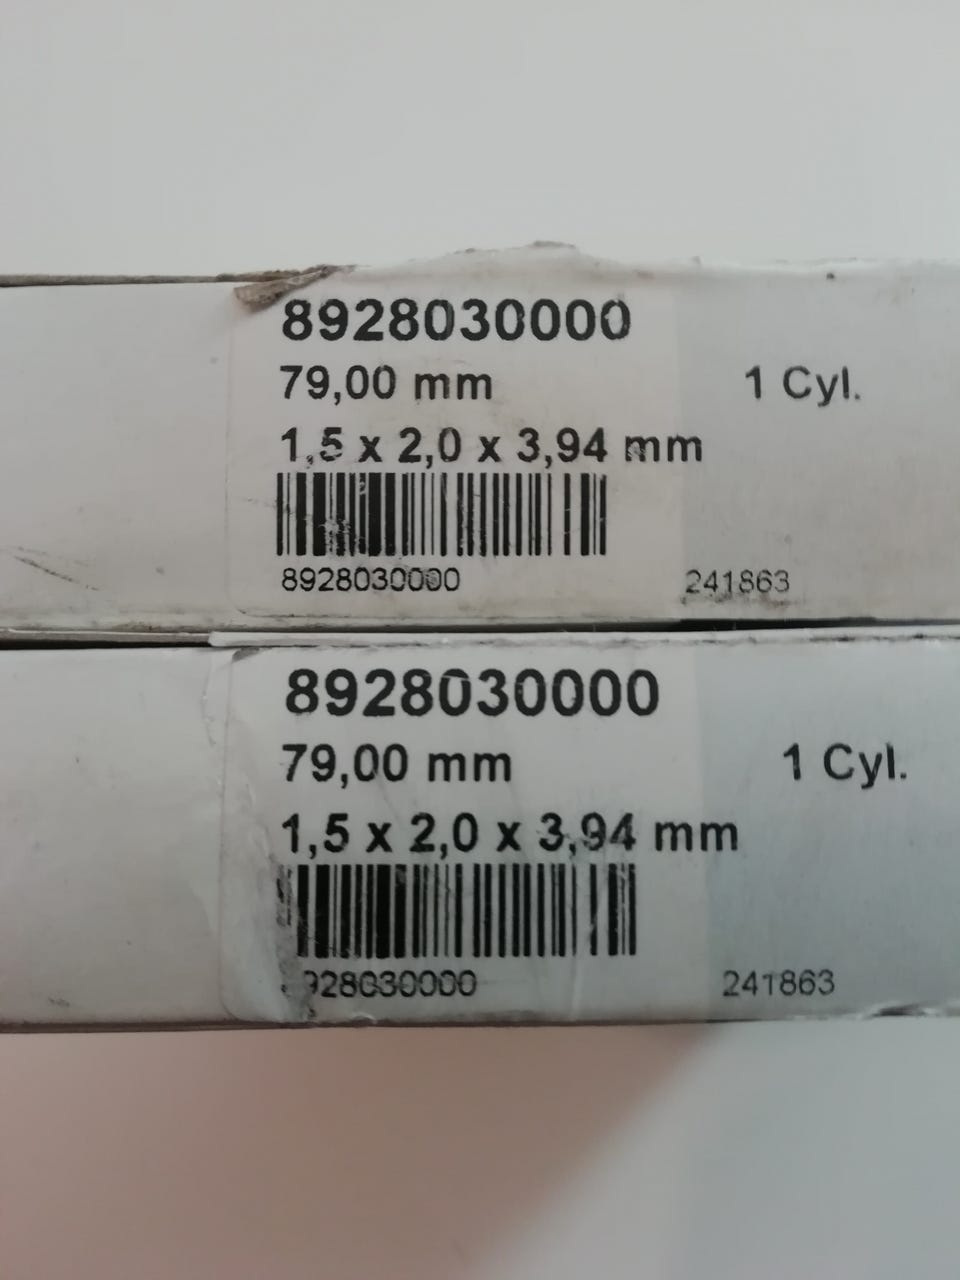 8928030000
79,00 mm 1 Cyl.
1,5 x 2,0 x 3,94 mm
8928030000 241863
8928030000
79,00 mm 1 Cyl.
1,5 x 2,0 x 3,94 mm
928030000 241863